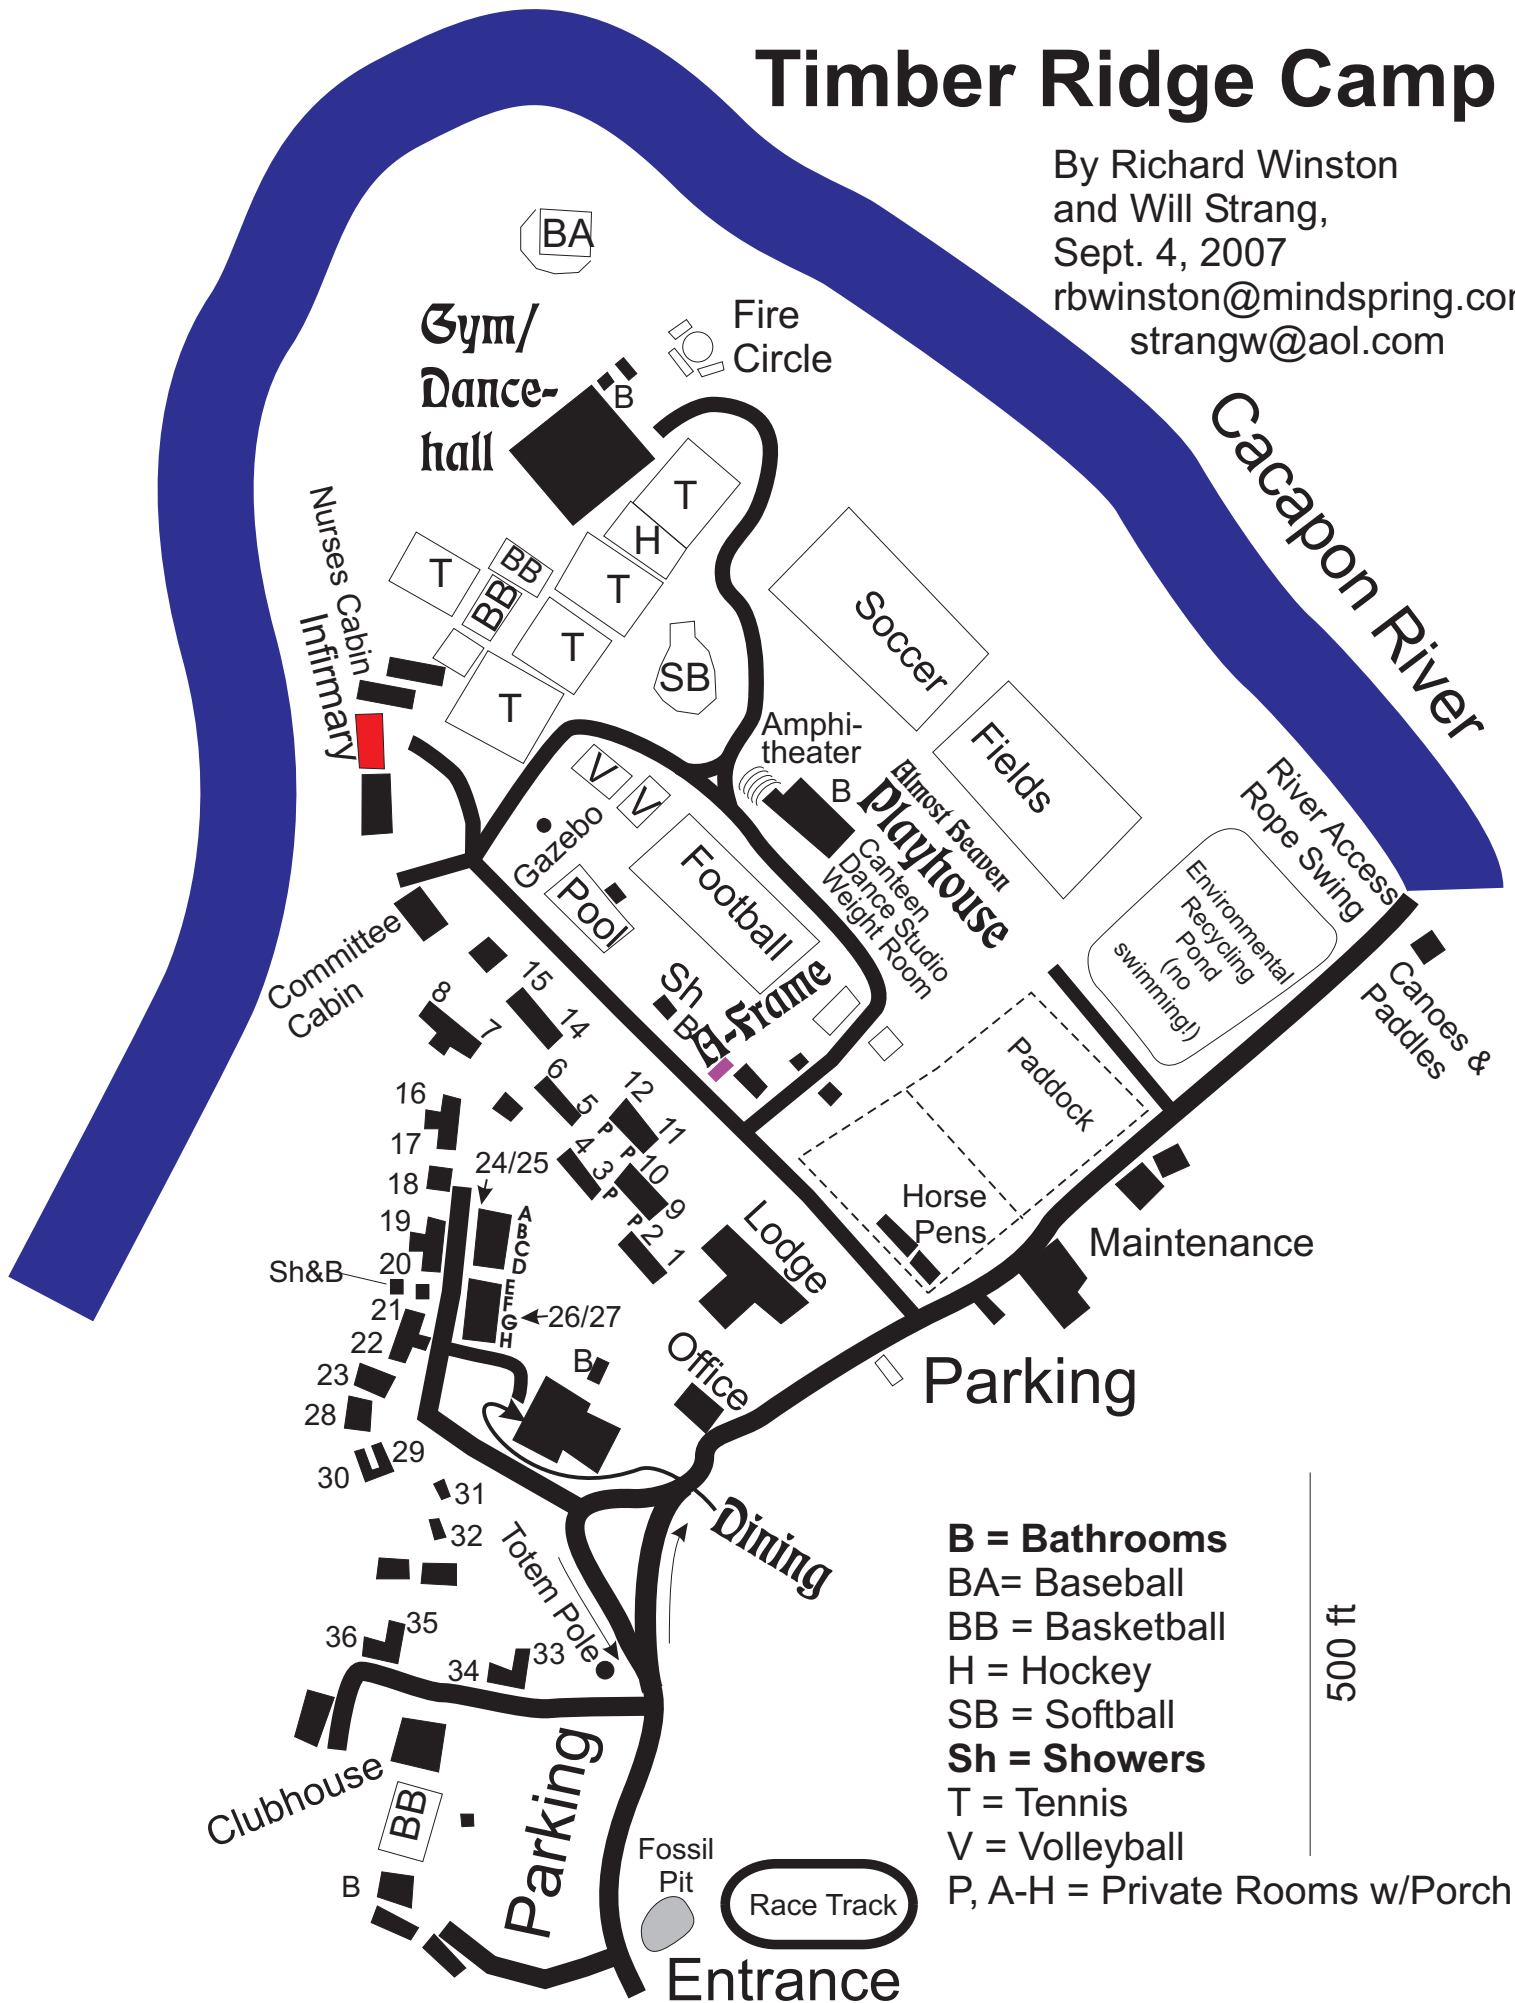 Timber Ridge Camp
By Richard Winston
and Will Strang,
Sept. 4, 2007
rbwinston@mindspring.com
strangw@aol.com
BA
Gym/
Dance-
hall
B
Fire
Circle
Cacapon River
T
H
T
T
T
T
BB
BB
Nurses Cabin
Infirmary
SB
Soccer
Fields
Amphi-
theater
B
Almost Heaven
Playhouse
Canteen
Dance Studio
Weight Room
River Access
Rope Swing
Environmental
Recycling
Pond
(no
swimming!)
Canoes &
Paddles
V
V
Gazebo
Pool
Football
Sh
B
A-Frame
Committee
Cabin
15
14
8
7
6
5
P
12
11
P
4
3
P
10
9
P
2
1
16
17
18
24/25
A
B
C
D
19
20
Sh&B
E
F
G
H
26/27
21
22
23
28
29
30
31
32
Lodge
Paddock
Horse
Pens
Maintenance
B
Office
Parking
Dining
Totem Pole
36
35
34
33
Clubhouse
BB
B
Parking
Fossil
Pit
Race Track
Entrance
B = Bathrooms
BA= Baseball
BB = Basketball
H = Hockey
SB = Softball
Sh = Showers
T = Tennis
V = Volleyball
P, A-H = Private Rooms w/Porch
500 ft